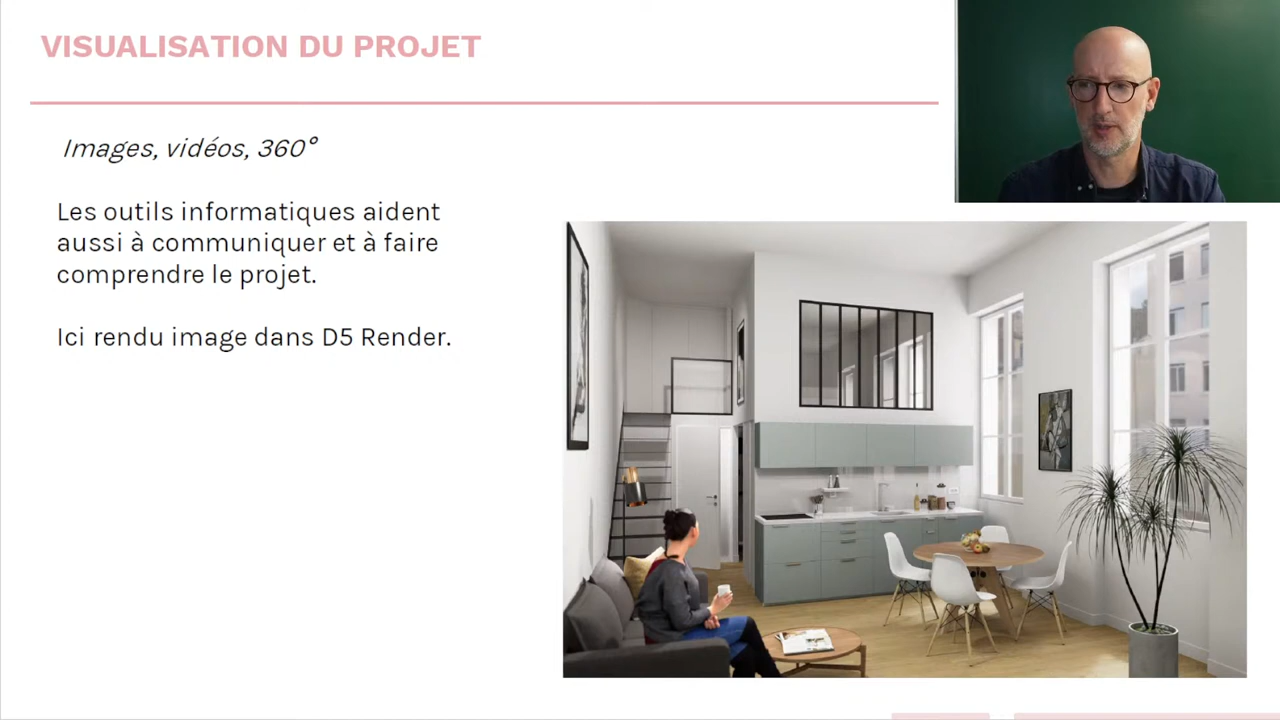 VISUALISATION DU PROJET
Images, vidéos, 360°
Les outils informatiques aident
aussi à communiquer et à faire
comprendre le projet.
Ici rendu image dans D5 Render.